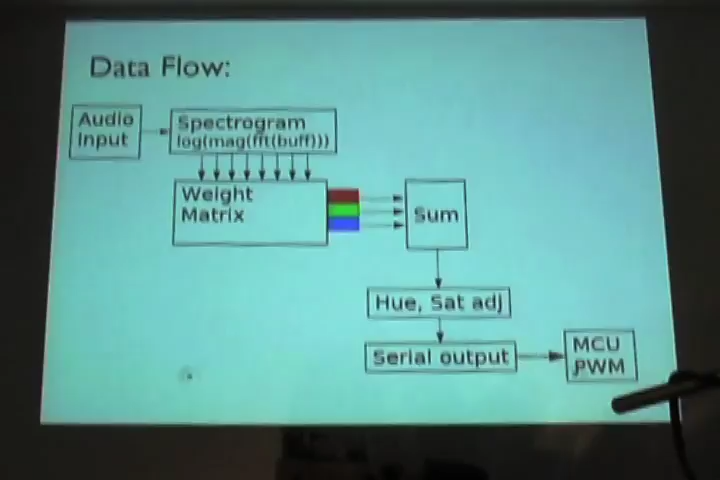 Data Flow:
Audio
Input
Spectrogram
log(mag(fft(buff)))
Weight
Matrix
Sum
Hue, Sat adj
Serial output
MCU
PWM